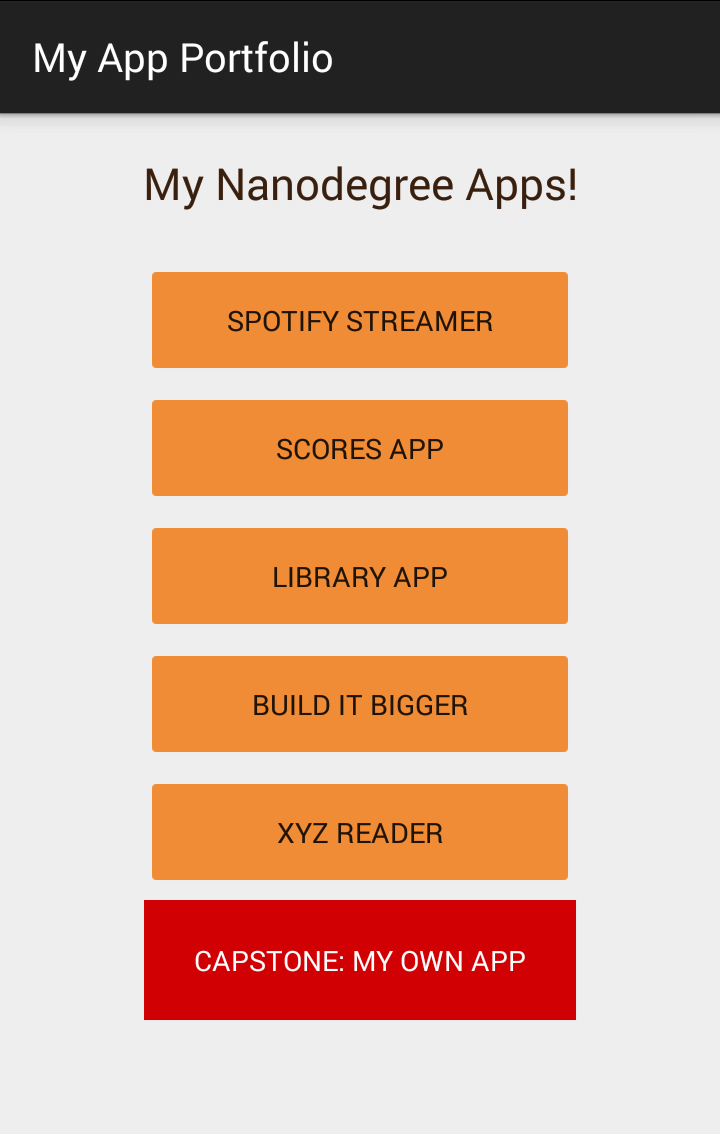 My App Portfolio
My Nanodegree Apps!
SPOTIFY STREAMER
SCORES APP
LIBRARY APP
BUILD IT BIGGER
XYZ READER
CAPSTONE: MY OWN APP